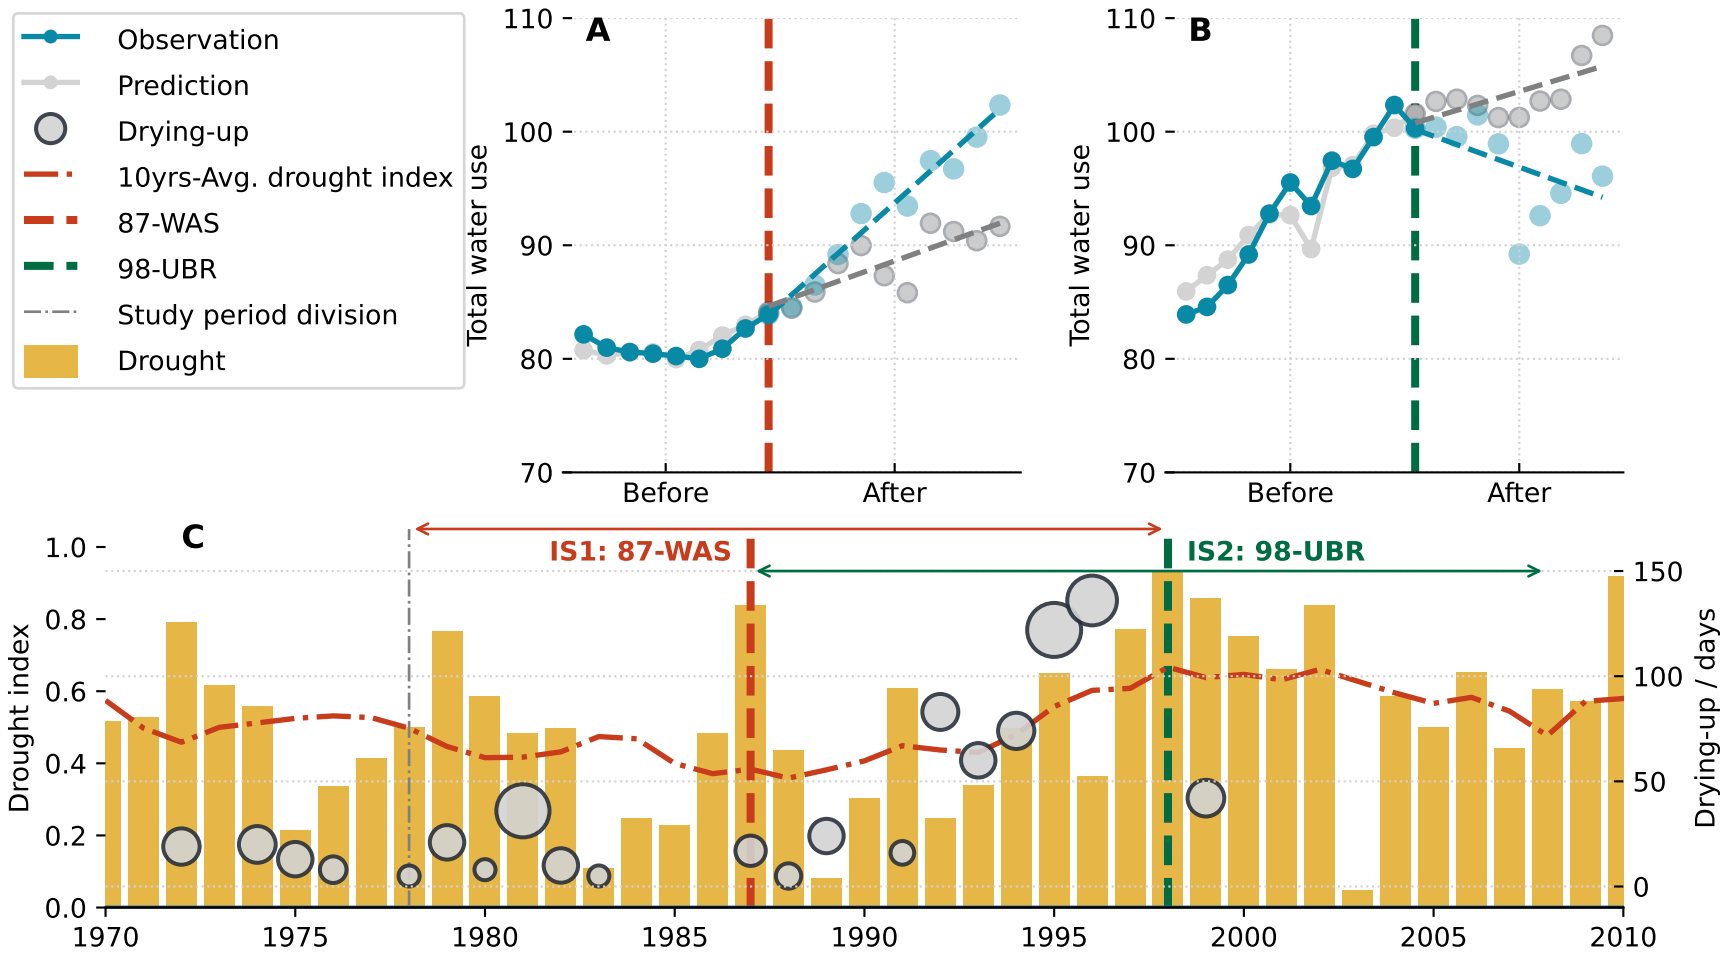 Observation
Prediction
Drying-up
10yrs-Avg. drought index
87-WAS
98-UBR
Study period division
Drought
A
110
100
90
80
70
Total water use
Before
After
B
110
100
90
80
70
Total water use
Before
After
C
IS1: 87-WAS
IS2: 98-UBR
1.0
0.8
0.6
0.4
0.2
0.0
Drought index
150
100
50
0
Drying-up / days
1970
1975
1980
1985
1990
1995
2000
2005
2010